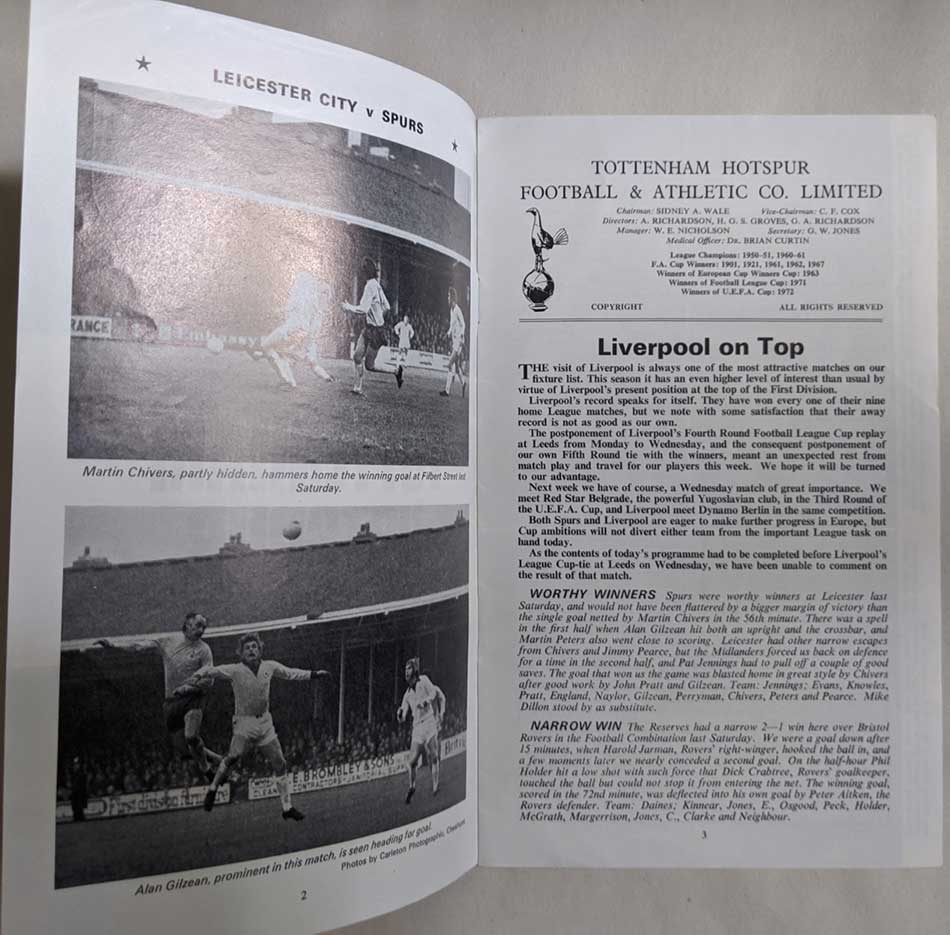 LEICESTER CITY v SPURS
RANCE
Martin Chivers, partly hidden, hammers home the winning goal at Filbert Street last
Saturday.
E. BROMBLEY & SONS
Alan Gilzean, prominent in this match, is seen heading for goal.
Photos by Carleton Photographic,
2
TOTTENHAM HOTSPUR
FOOTBALL & ATHLETIC CO. LIMITED
Chairman: SIDNEY A. WALE Vice-Chairman: C. F. COX
Directors: A. RICHARDSON, H. G. S. GROVES, G. A. RICHARDSON
Manager: W. E. NICHOLSON Secretary: G. W. JONES
Medical Officer: DR. BRIAN CURTIN
League Champions: 1950-51, 1960-61
F.A. Cup Winners: 1901, 1921, 1961, 1962, 1967
Winners of European Cup Winners Cup: 1963
Winners of Football League Cup: 1971
Winners of U.E.F.A. Cup: 1972
COPYRIGHT ALL RIGHTS RESERVED
Liverpool on Top
THE visit of Liverpool is always one of the most attractive matches on our
fixture list. This season it has an even higher level of interest than usual by
virtue of Liverpool's present position at the top of the First Division.
Liverpool's record speaks for itself. They have won every one of their nine
home League matches, but we note with some satisfaction that their away
record is not as good as our own.
The postponement of Liverpool's Fourth Round Football League Cup replay
at Leeds from Monday to Wednesday, and the consequent postponement of
our own Fifth Round tie with the winners, meant an unexpected rest from
match play and travel for our players this week. We hope it will be turned
to our advantage.
Next week we have of course, a Wednesday match of great importance. We
meet Red Star Belgrade, the powerful Yugoslavian club, in the Third Round of
the U.E.F.A. Cup, and Liverpool meet Dynamo Berlin in the same competition.
Both Spurs and Liverpool are eager to make further progress in Europe, but
Cup ambitions will not divert either team from the important League task on
hand today.
As the contents of today's programme had to be completed before Liverpool's
League Cup-tie at Leeds on Wednesday, we have been unable to comment on
the result of that match.
WORTHY WINNERS Spurs were worthy winners at Leicester last
Saturday, and would not have been flattered by a bigger margin of victory than
the single goal netted by Martin Chivers in the 56th minute. There was a spell
in the first half when Alan Gilzean hit both an upright and the crossbar, and
Martin Peters also went close to scoring. Leicester had other narrow escapes
from Chivers and Jimmy Pearce, but the Midlanders forced us back on defence
for a time in the second half, and Pat Jennings had to pull off a couple of good
saves. The goal that won us the game was blasted home in great style by Chivers
after good work by John Pratt and Gilzean. Team: Jennings; Evans, Knowles,
Pratt, England, Naylor, Gilzean, Perryman, Chivers, Peters and Pearce. Mike
Dillon stood by as substitute.
NARROW WIN The Reserves had a narrow 2—1 win here over Bristol
Rovers in the Football Combination last Saturday. We were a goal down after
15 minutes, when Harold Jarman, Rovers' right-winger, hooked the ball in, and
a few moments later we nearly conceded a second goal. On the half-hour Phil
Holder hit a low shot with such force that Dick Crabtree, Rovers' goalkeeper,
touched the ball but could not stop it from entering the net. The winning goal,
scored in the 72nd minute, was deflected into his own goal by Peter Aitken, the
Rovers defender. Team: Daines; Kinnear, Jones, E., Osgood, Peck, Holder,
McGrath, Margerrison, Jones, C., Clarke and Neighbour.
3